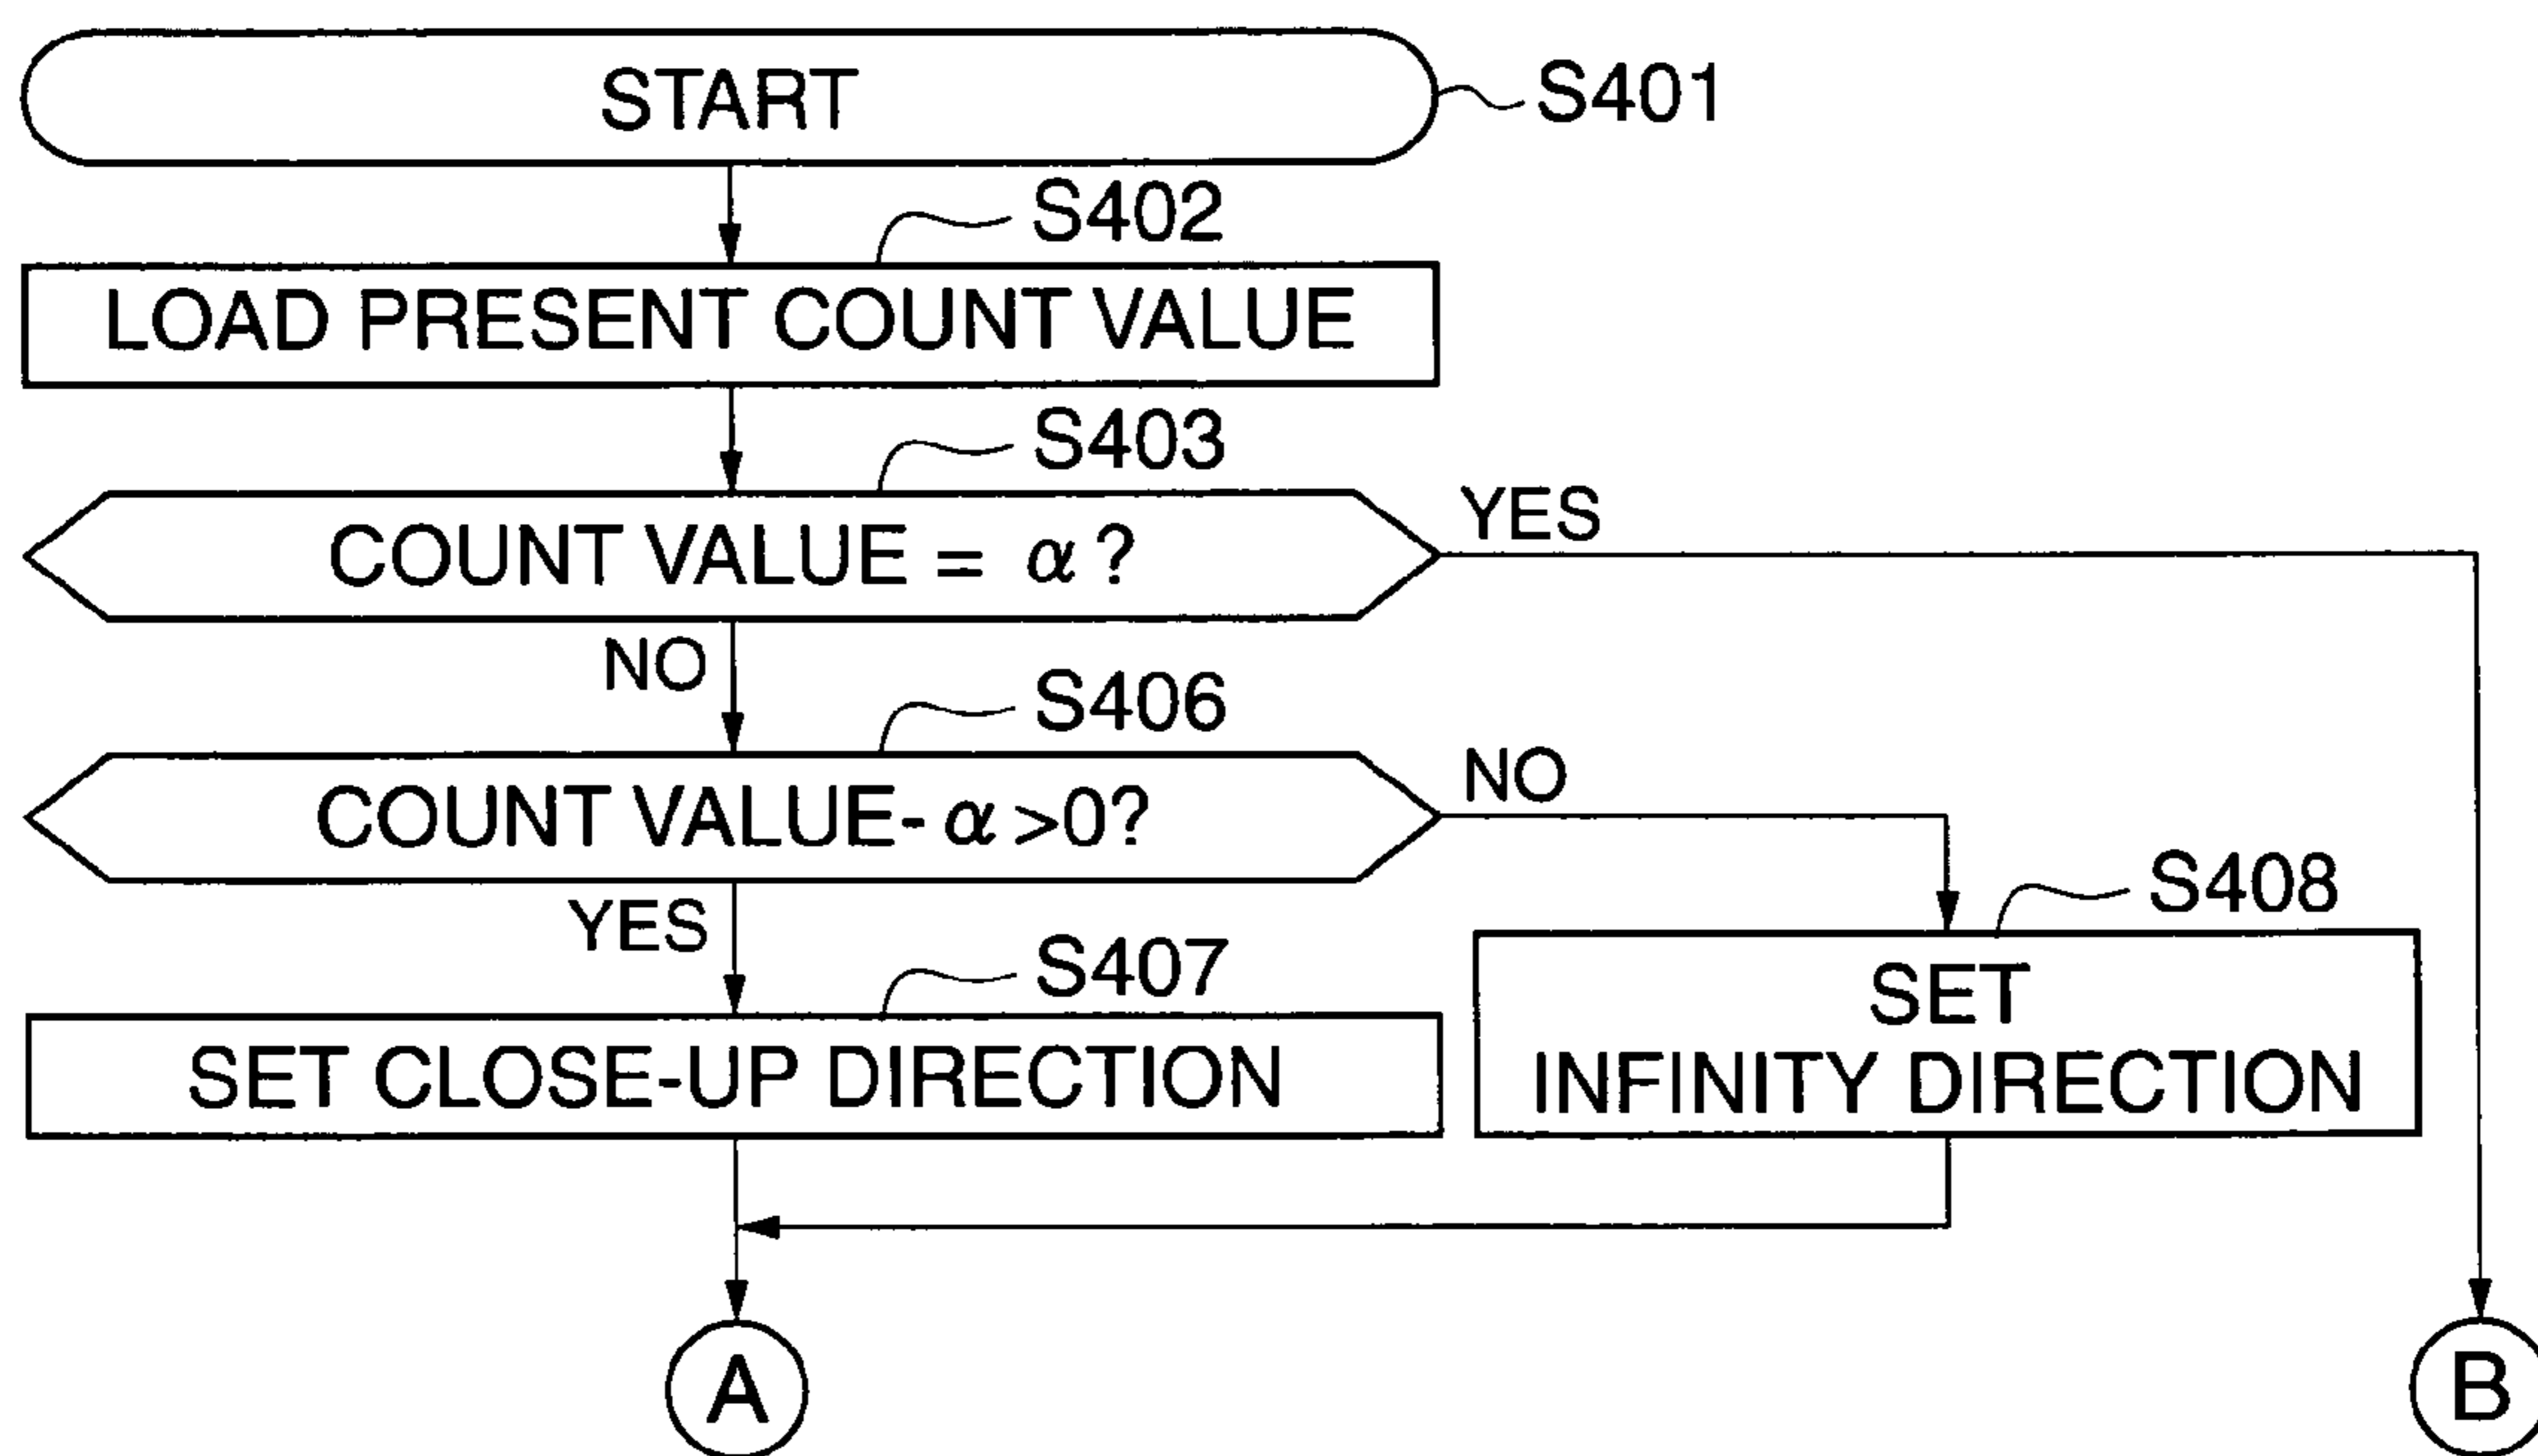 START
S401
S402
LOAD PRESENT COUNT VALUE
S403
COUNT VALUE = α ?
YES
NO
S406
COUNT VALUE- α >0?
NO
YES
S408
S407
SET CLOSE-UP DIRECTION
SET
INFINITY DIRECTION
A
B